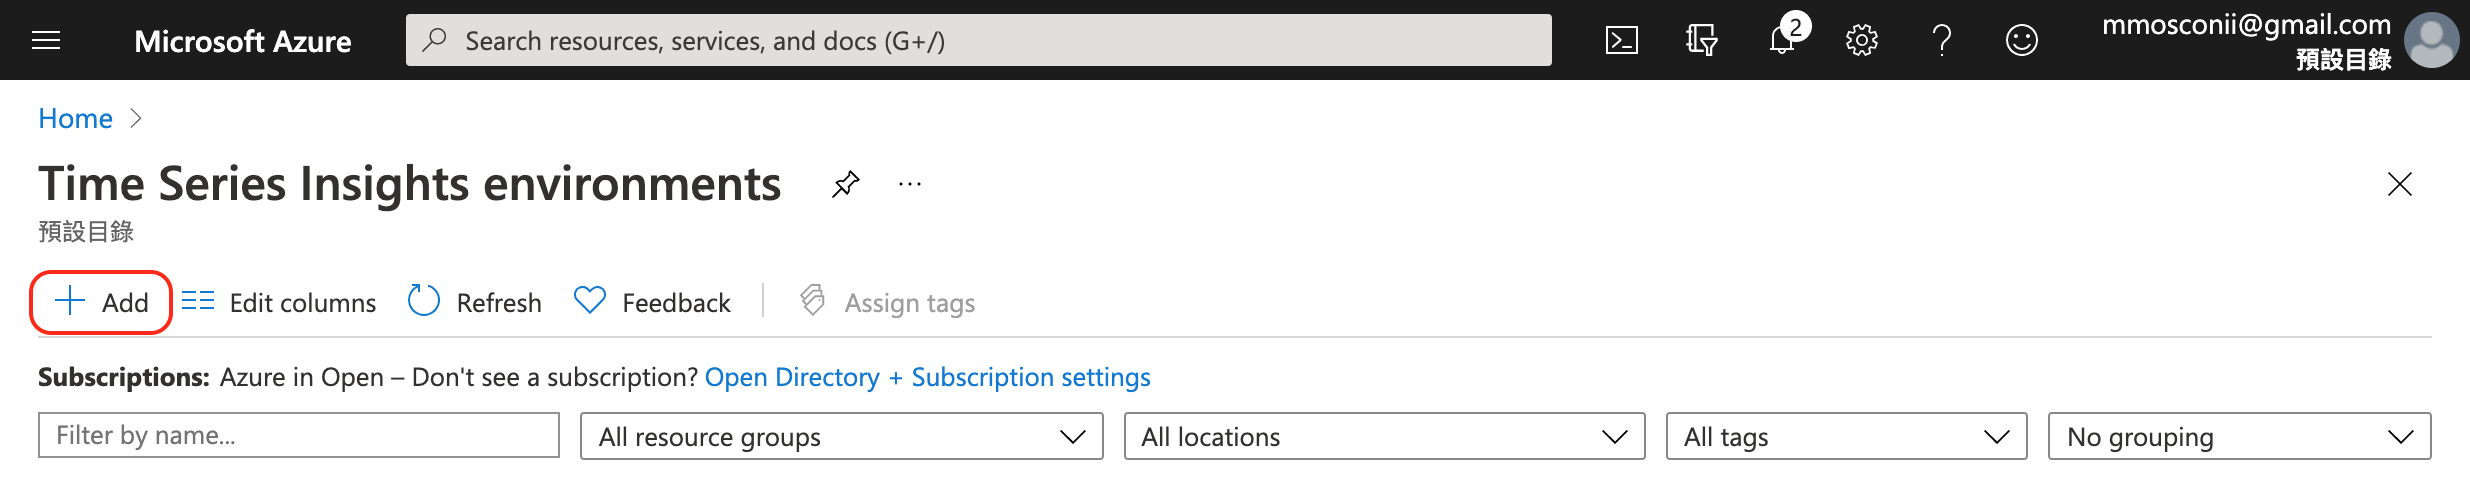 Microsoft Azure
Search resources, services, and docs (G+/)
2
mmosconii@gmail.com
預設目錄
Home
Time Series Insights environments
預設目錄
Add Edit columns Refresh Feedback Assign tags
Subscriptions: Azure in Open – Don't see a subscription? Open Directory + Subscription settings
Filter by name... All resource groups All locations All tags No grouping